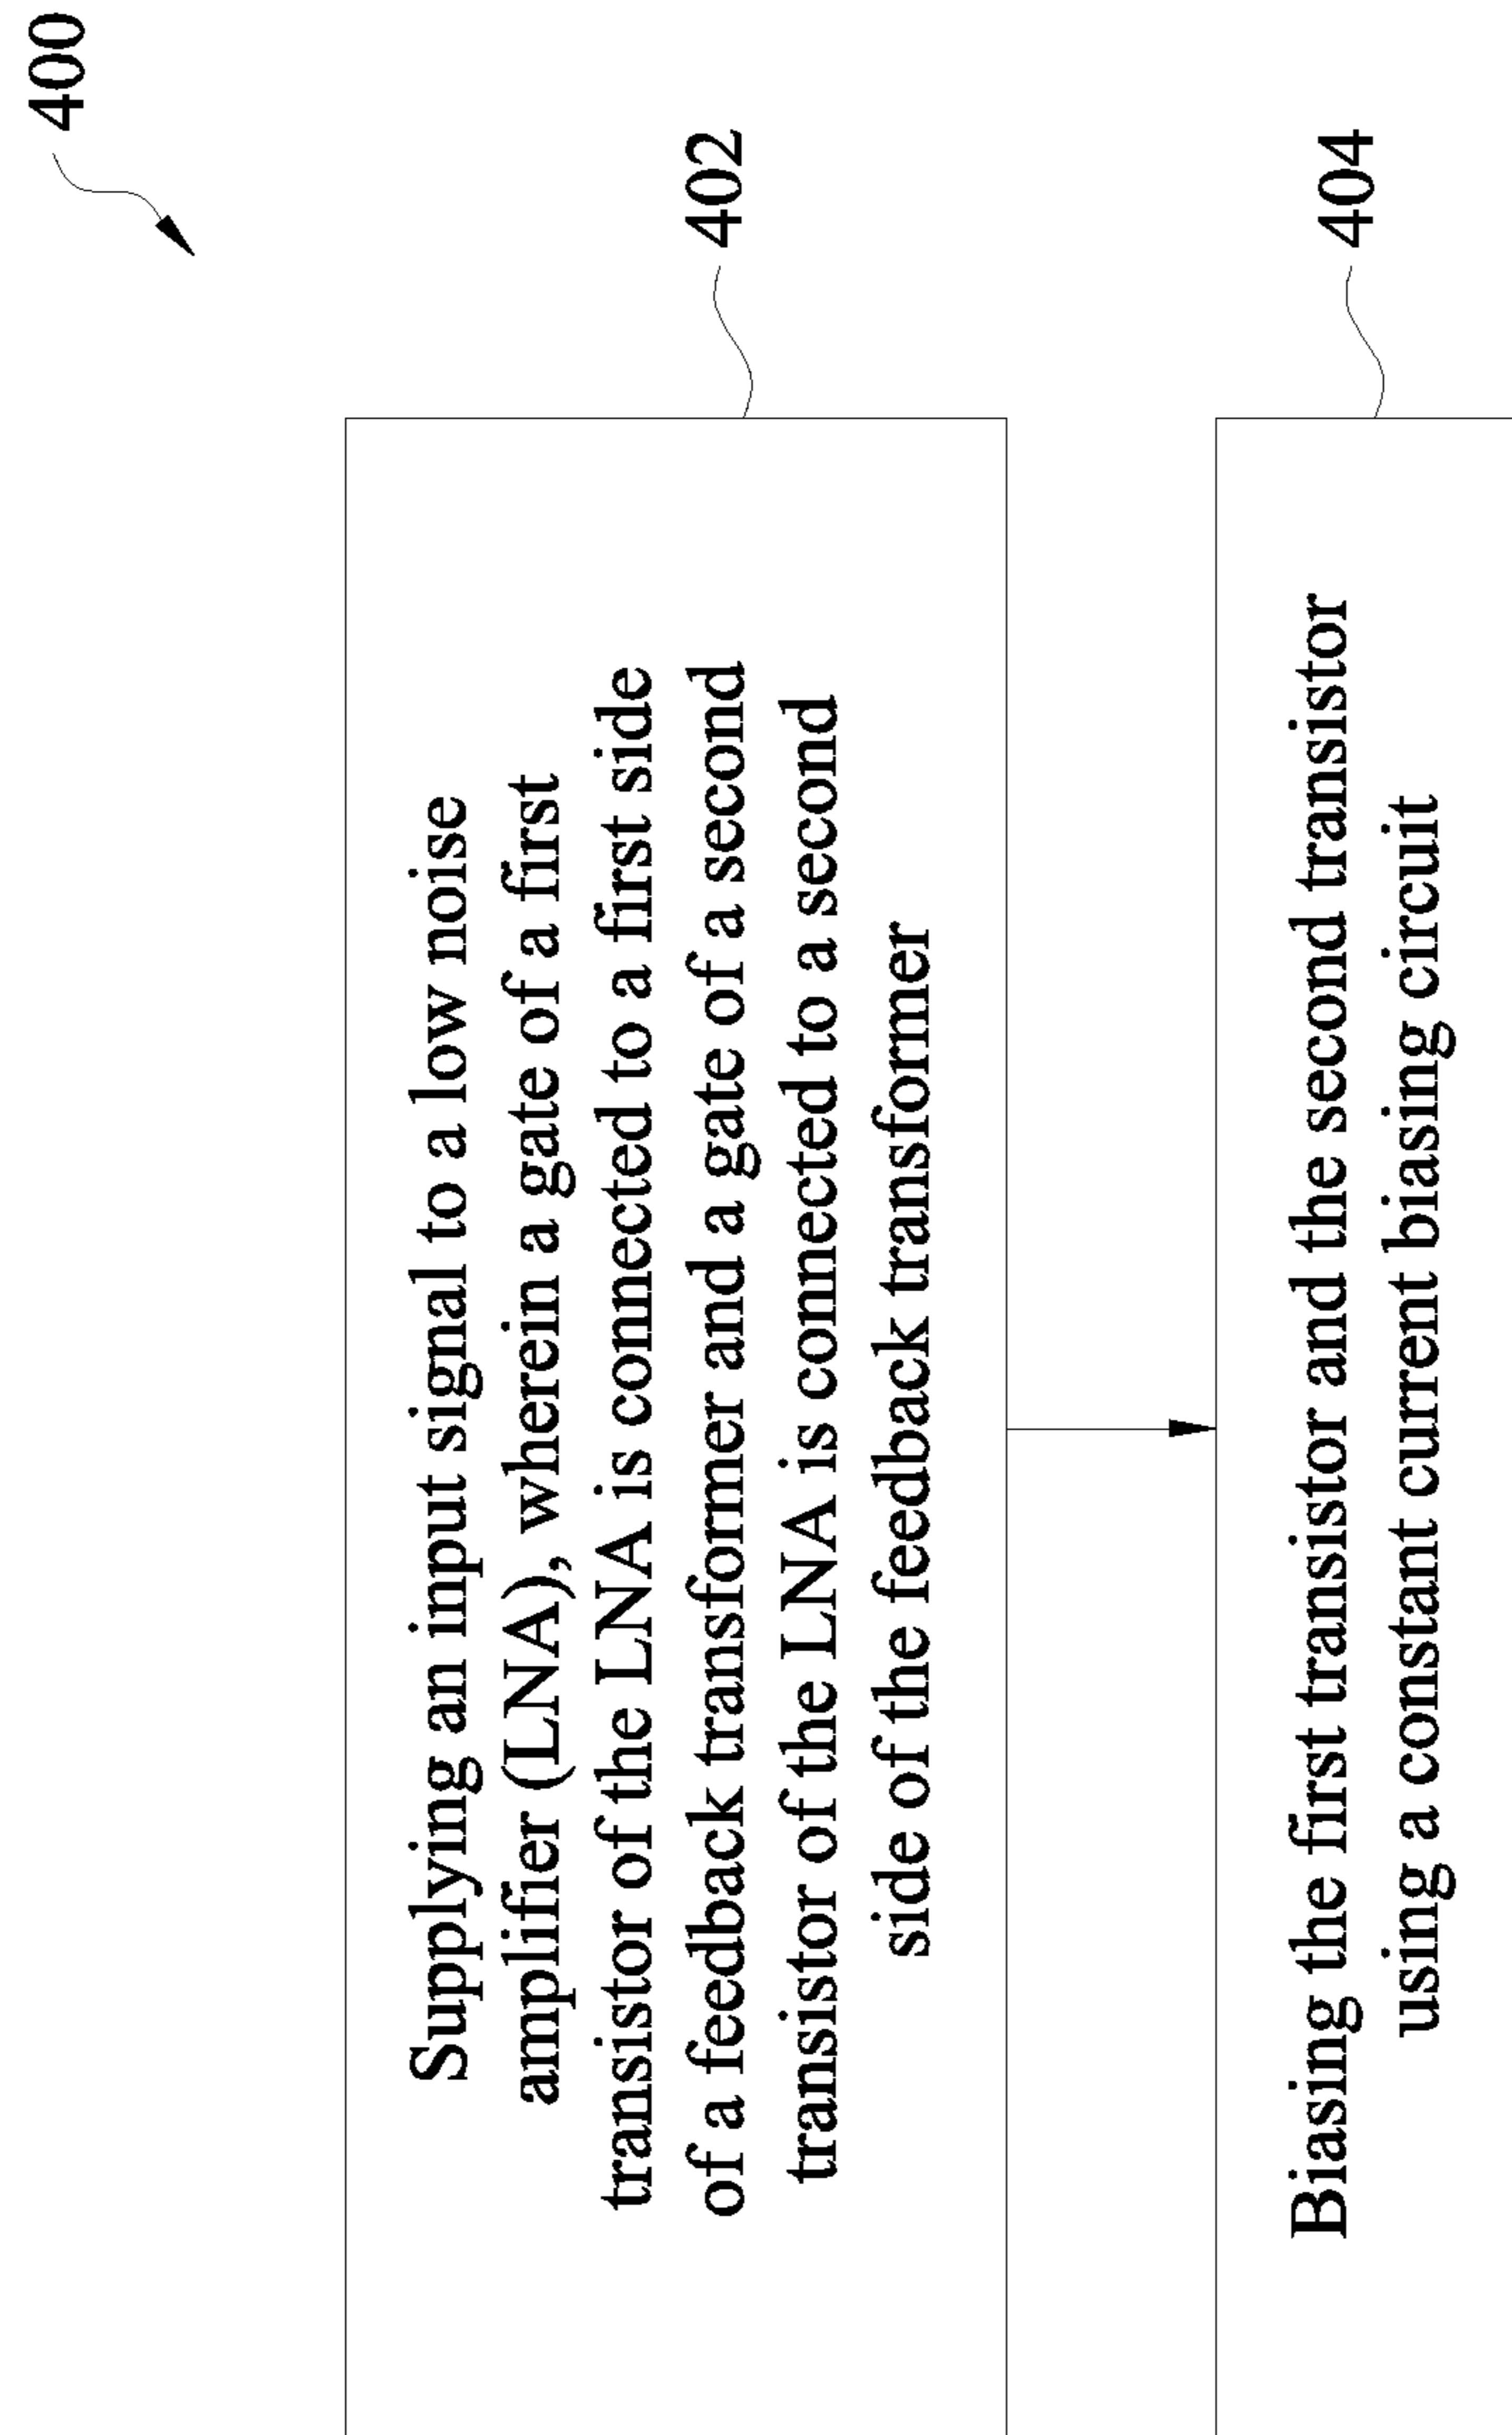 400
402
Supplying an input signal to a low noise
amplifier (LNA), wherein a gate of a first
transistor of the LNA is connected to a first side
of a feedback transformer and a gate of a second
transistor of the LNA is connected to a second
side of the feedback transformer
404
Biasing the first transistor and the second transistor
using a constant current biasing circuit